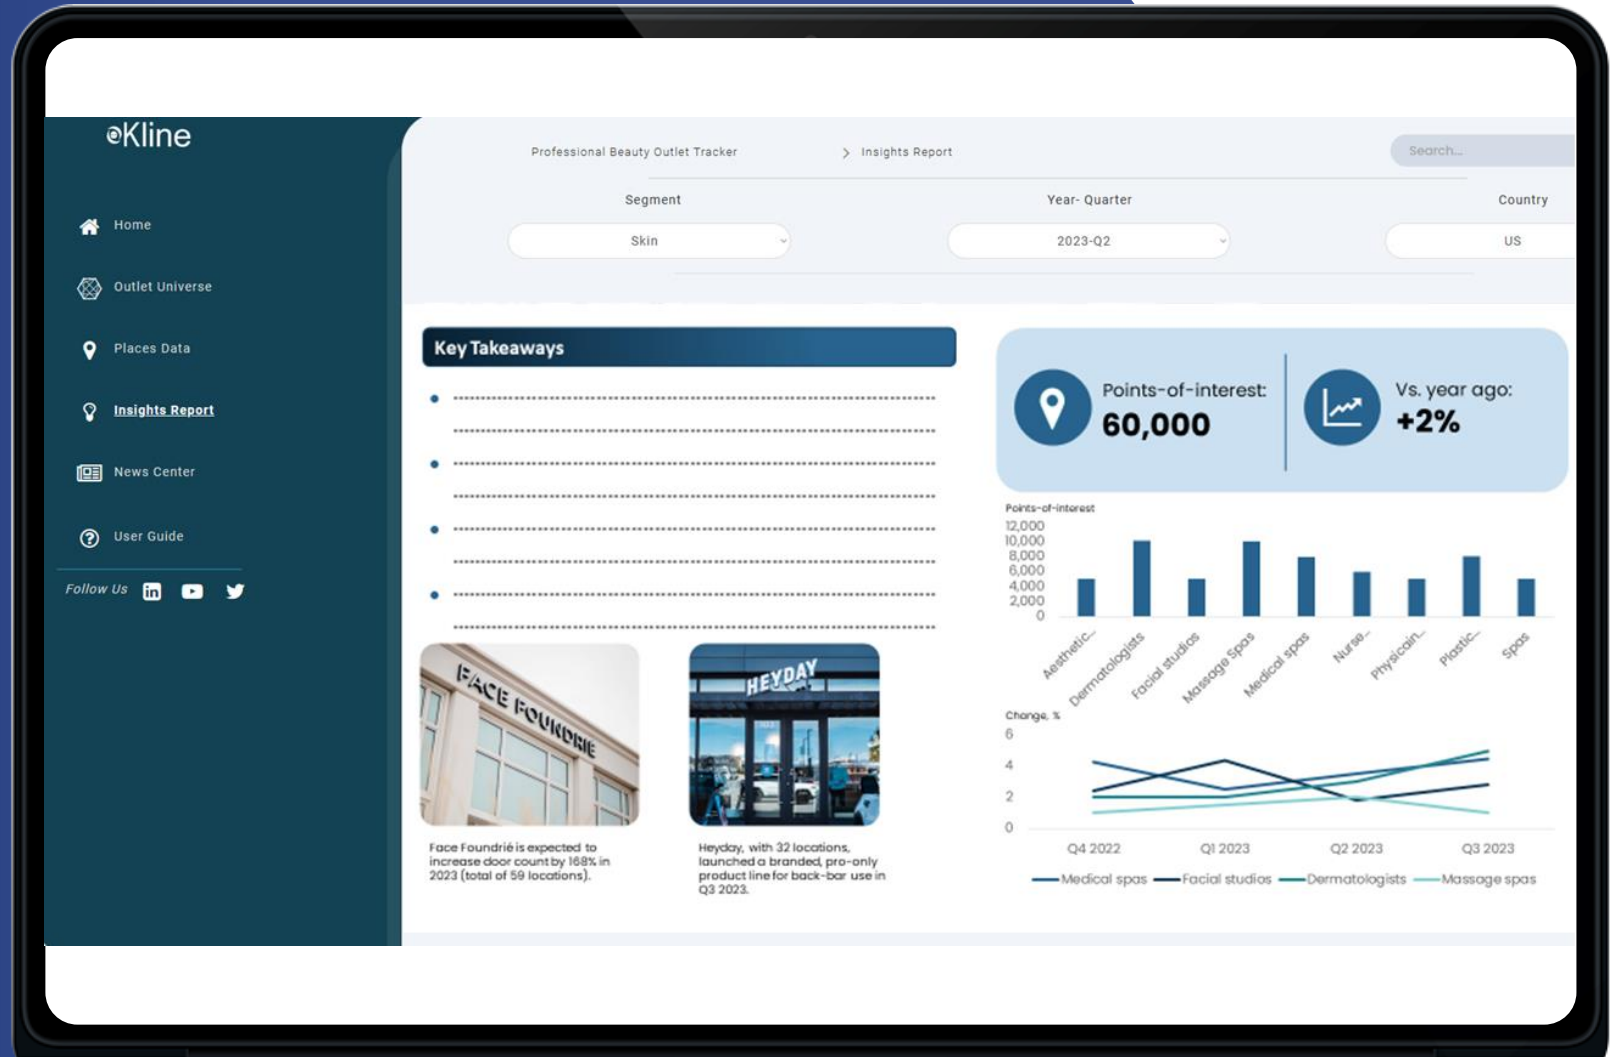 eKline
Home
Outlet Universe
Places Data
Insights Report
News Center
User Guide
Follow Us
Professional Beauty Outlet Tracker > Insights Report
Search...
Segment
Year- Quarter
Country
Skin
2023-Q2
US
Key Takeaways
FACE FOUNDRIE
HEYDAY
Face Foundrié is expected to
increase door count by 168% in
2023 (total of 59 locations).
Heyday, with 32 locations,
launched a branded, pro-only
product line for back-bar use in
Q3 2023.
Points-of-interest:
60,000
Vs. year ago:
+2%
Points-of-interest
12,000
10,000
8,000
6,000
4,000
2,000
0
Aesthetic...
Dermatologists
Facial studios
Massage Spas
Medical spas
Nurse...
Physicain...
Plastic...
Spas
Change, %
6
4
2
0
Q4 2022
Q1 2023
Q2 2023
Q3 2023
Medical spas
Facial studios
Dermatologists
Massage spas